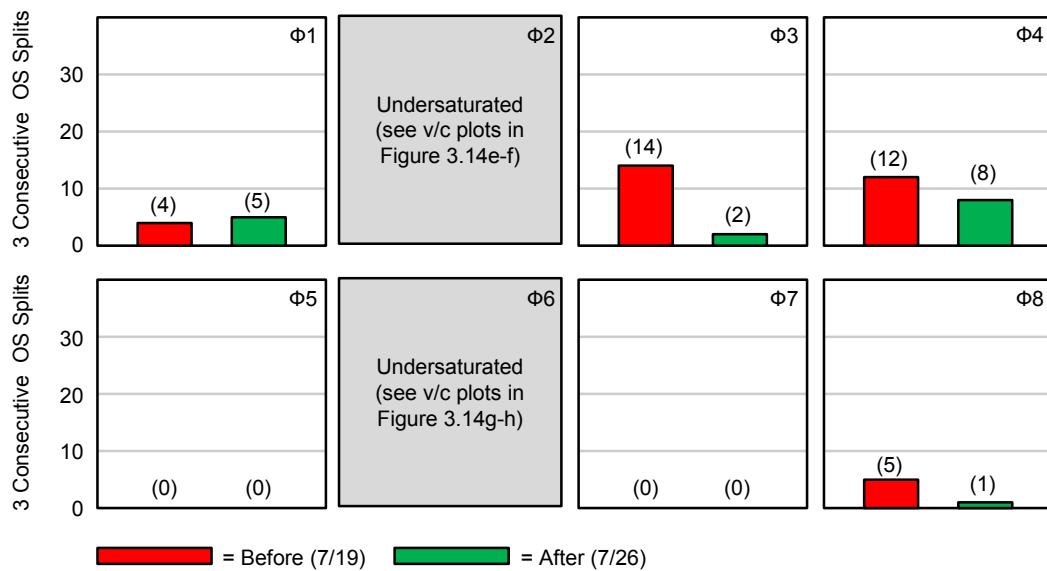 3 Consecutive OS Splits
30
20
10
0
Φ1
(4)
(5)
Φ2
Undersaturated
(see v/c plots in
Figure 3.14e-f)
Φ3
(14)
(2)
Φ4
(12)
(8)
3 Consecutive OS Splits
30
20
10
0
Φ5
(0)
(0)
Φ6
Undersaturated
(see v/c plots in
Figure 3.14g-h)
Φ7
(0)
(0)
Φ8
(5)
(1)
= Before (7/19)
= After (7/26)